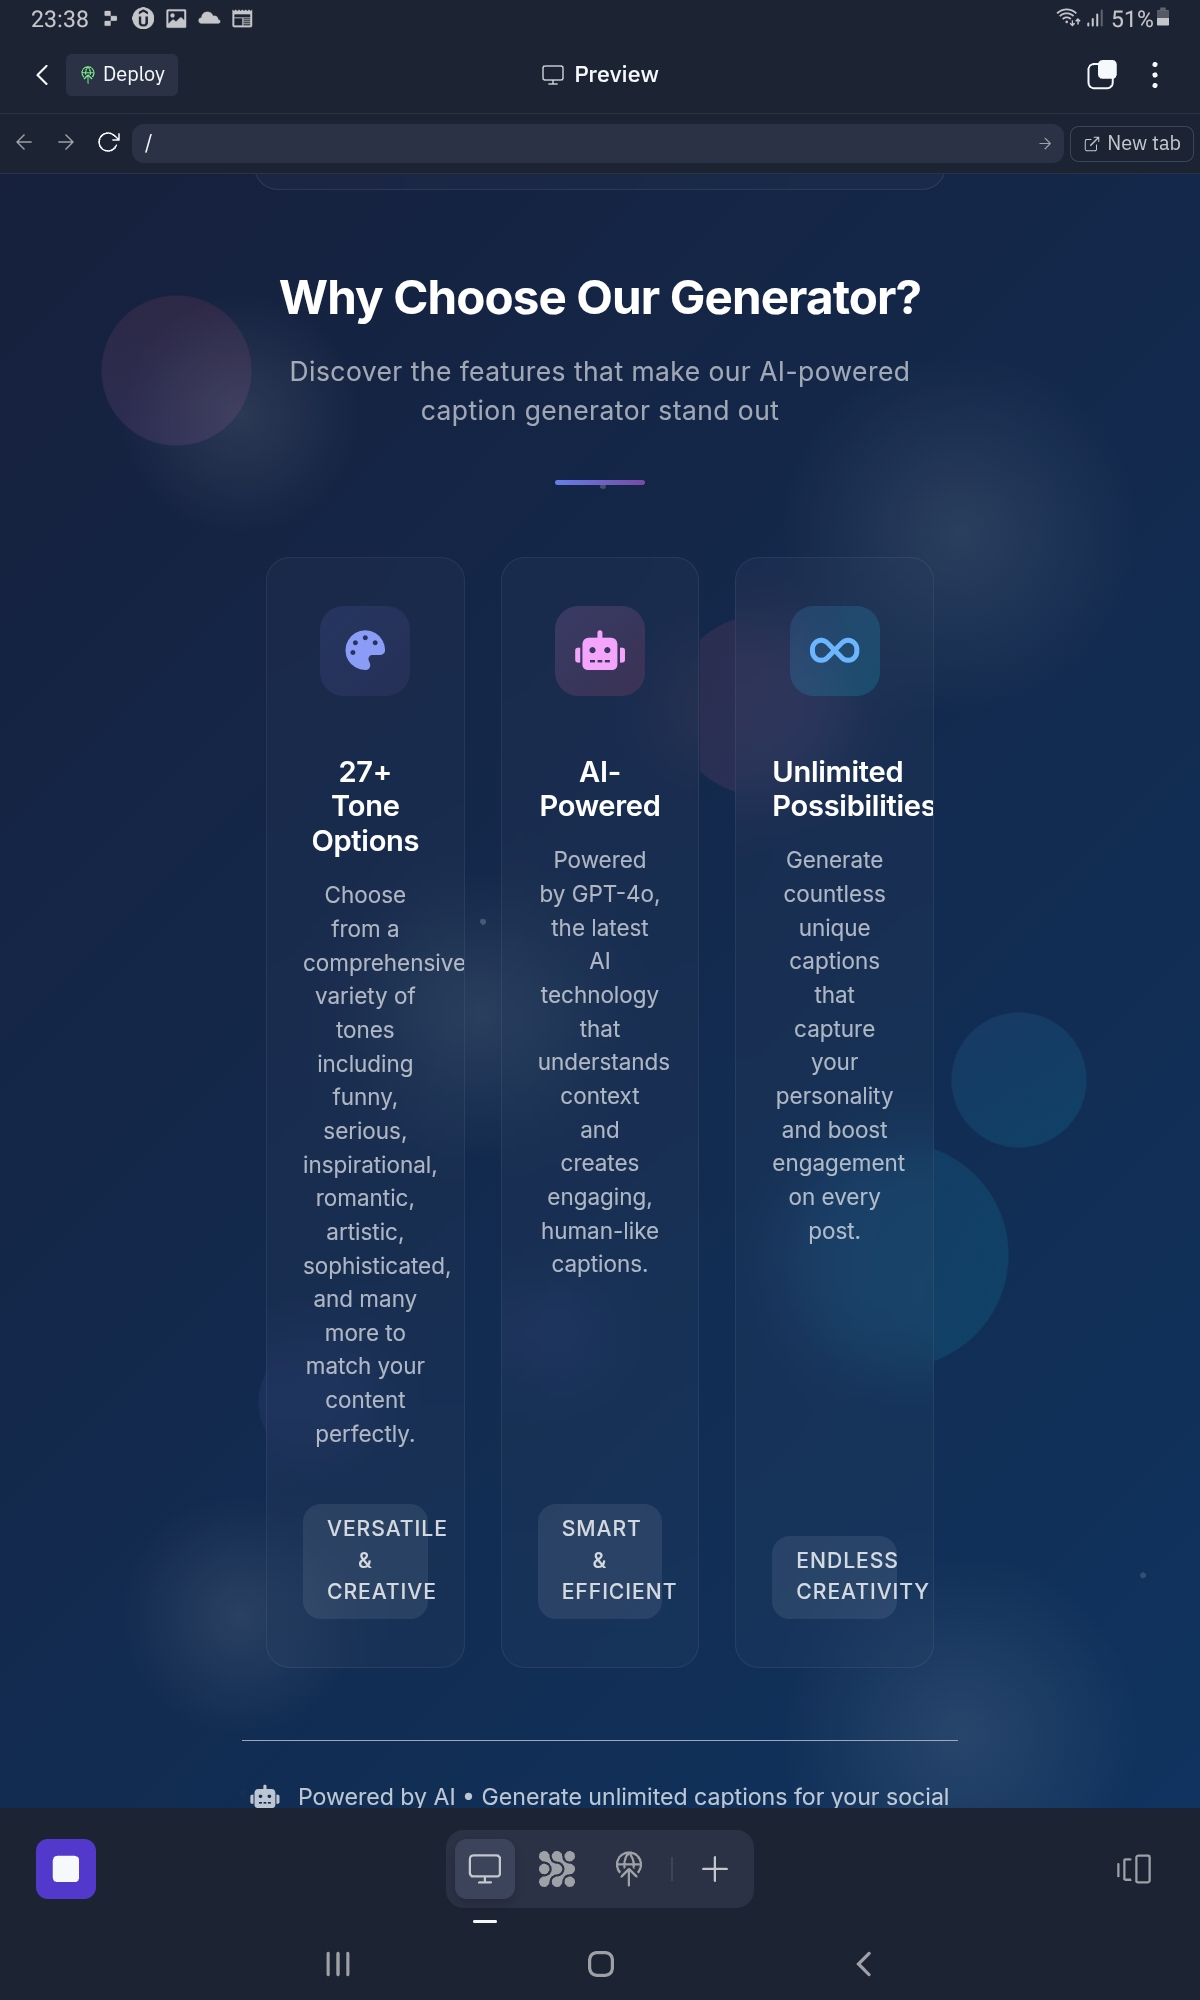 23:38
51%
Deploy
Preview
/
New tab
Why Choose Our Generator?
Discover the features that make our AI-powered
caption generator stand out
27+
Tone
Options
Choose
from a
comprehensive
variety of
tones
including
funny,
serious,
inspirational,
romantic,
artistic,
sophisticated,
and many
more to
match your
content
perfectly.
VERSATILE
&
CREATIVE
AI-
Powered
Powered
by GPT-4o,
the latest
AI
technology
that
understands
context
and
creates
engaging,
human-like
captions.
SMART
&
EFFICIENT
Unlimited
Possibilities
Generate
countless
unique
captions
that
capture
your
personality
and boost
engagement
on every
post.
ENDLESS
CREATIVITY
Powered by AI • Generate unlimited captions for your social